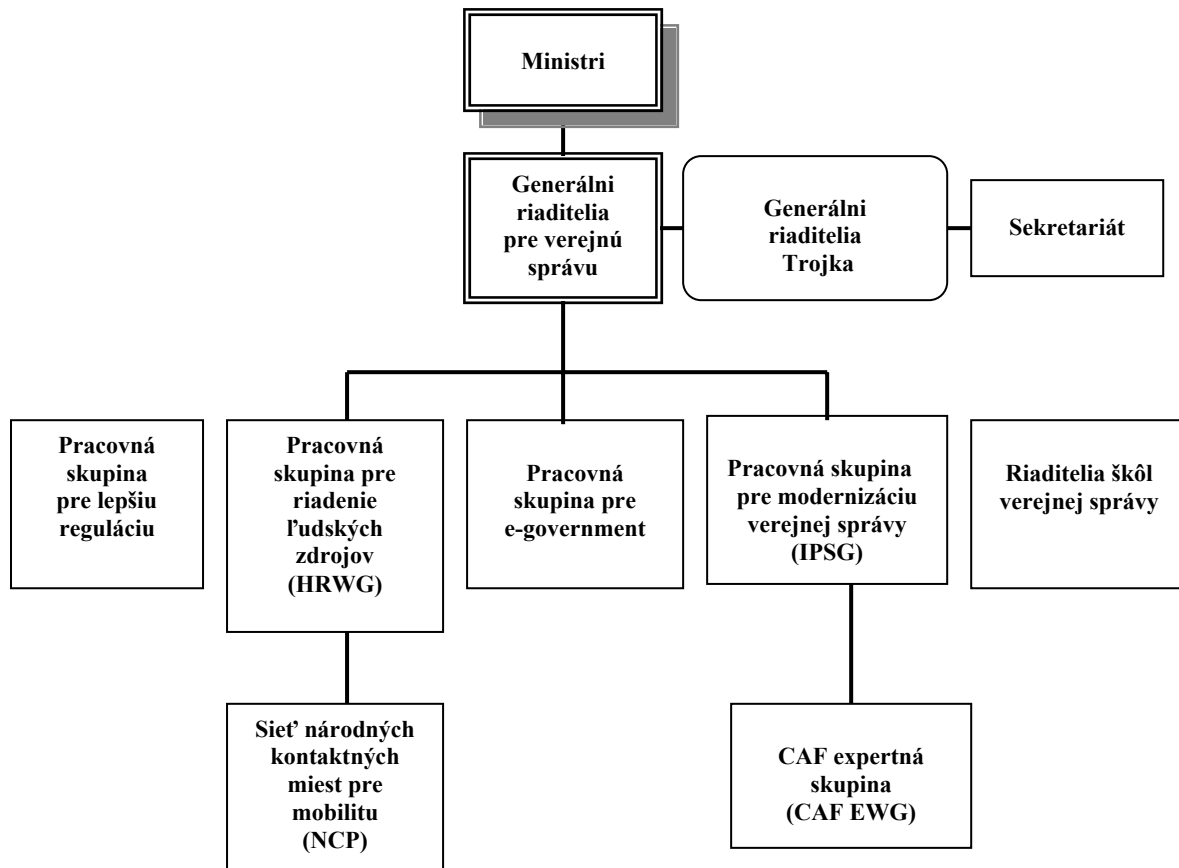 Ministri
Generálni
riaditelia
pre verejnú
správu
Generálni
riaditelia
Trojka
Sekretariát
Pracovná
skupina
pre lepšiu
reguláciu
Pracovná
skupina pre
riadenie
ľudských
zdrojov
(HRWG)
Pracovná
skupina pre
e-government
Pracovná skupina
pre modernizáciu
verejnej správy
(IPSG)
Riaditelia škôl
verejnej správy
Sieť národných
kontaktných
miest pre
mobilitu
(NCP)
CAF expertná
skupina
(CAF EWG)